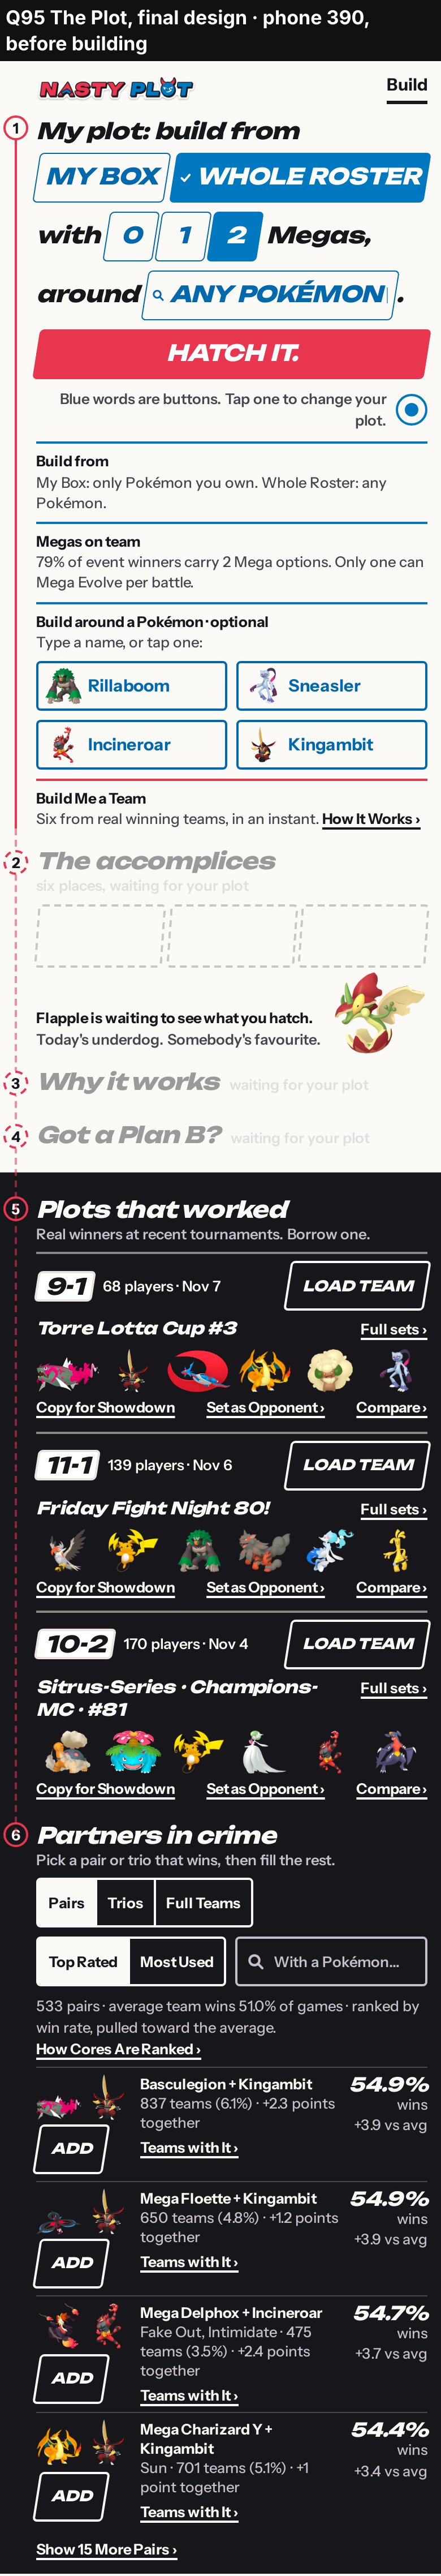 Q95 The Plot, final design · phone 390,
before building
NASTY PLOT
Build
1
My plot: build from
MY BOX
WHOLE ROSTER
with 0 1 2 Megas,
around ANY POKÉMON.
HATCH IT.
Blue words are buttons. Tap one to change your
plot.
Build from
My Box: only Pokémon you own. Whole Roster: any
Pokémon.
Megas on team
79% of event winners carry 2 Mega options. Only one can
Mega Evolve per battle.
Build around a Pokémon · optional
Type a name, or tap one:
Rillaboom
Sneasler
Incineroar
Kingambit
Build Me a Team
Six from real winning teams, in an instant. How It Works ›
2
The accomplices
six places, waiting for your plot
Flapple is waiting to see what you hatch.
Today's underdog. Somebody's favourite.
3
Why it works waiting for your plot
4
Got a Plan B? waiting for your plot
5
Plots that worked
Real winners at recent tournaments. Borrow one.
9-1 68 players · Nov 7 LOAD TEAM
Torre Lotta Cup #3 Full sets ›
Copy for Showdown Set as Opponent › Compare ›
11-1 139 players · Nov 6 LOAD TEAM
Friday Fight Night 80! Full sets ›
Copy for Showdown Set as Opponent › Compare ›
10-2 170 players · Nov 4 LOAD TEAM
Sitrus-Series · Champions- Full sets ›
MC · #81
Copy for Showdown Set as Opponent › Compare ›
6
Partners in crime
Pick a pair or trio that wins, then fill the rest.
Pairs Trios Full Teams
Top Rated Most Used With a Pokémon...
533 pairs · average team wins 51.0% of games · ranked by
win rate, pulled toward the average.
How Cores Are Ranked ›
Basculegion + Kingambit 54.9%
837 teams (6.1%) · +2.3 points wins
together +3.9 vs avg
ADD Teams with It ›
Mega Floette + Kingambit 54.9%
650 teams (4.8%) · +1.2 points wins
together +3.9 vs avg
ADD Teams with It ›
Mega Delphox + Incineroar 54.7%
Fake Out, Intimidate · 475 wins
teams (3.5%) · +2.4 points +3.7 vs avg
together
ADD Teams with It ›
Mega Charizard Y + 54.4%
Kingambit wins
Sun · 701 teams (5.1%) · +1 +3.4 vs avg
point together
ADD Teams with It ›
Show 15 More Pairs ›